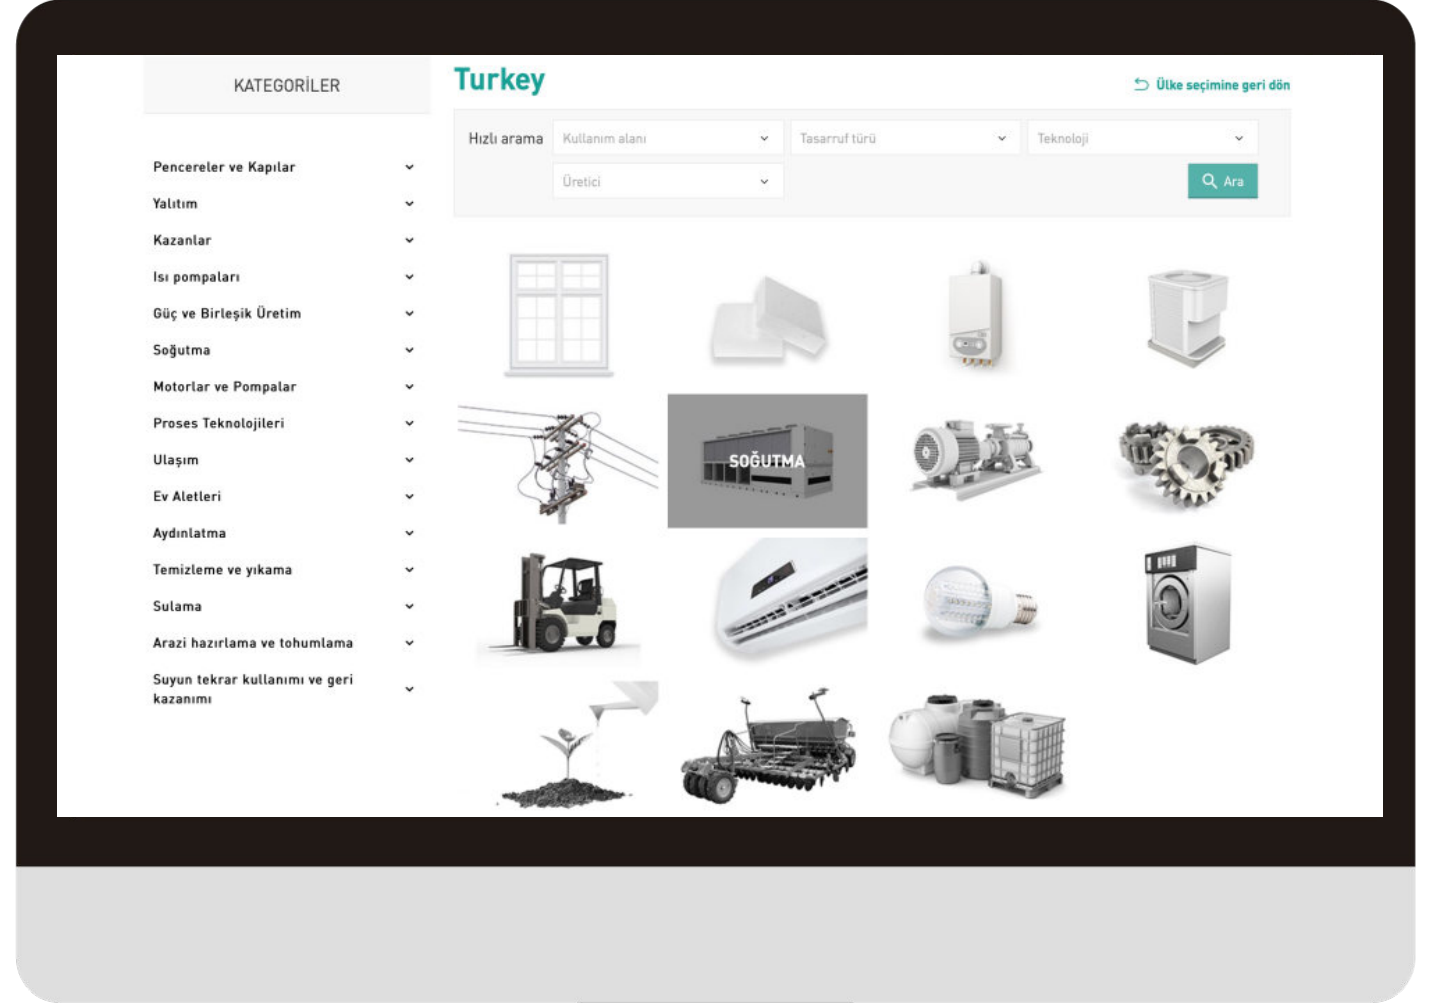 KATEGORİLER
Pencereler ve Kapılar
Yalıtım
Kazanlar
Isı pompaları
Güç ve Birleşik Üretim
Soğutma
Motorlar ve Pompalar
Proses Teknolojileri
Ulaşım
Ev Aletleri
Aydınlatma
Temizleme ve yıkama
Sulama
Arazi hazırlama ve tohumlama
Suyun tekrar kullanımı ve geri
kazanımı
Turkey
Ülke seçimine geri dön
Hızlı arama
Kullanım alanı
Tasarruf türü
Teknoloji
Üretici
Ara
SOĞUTMA